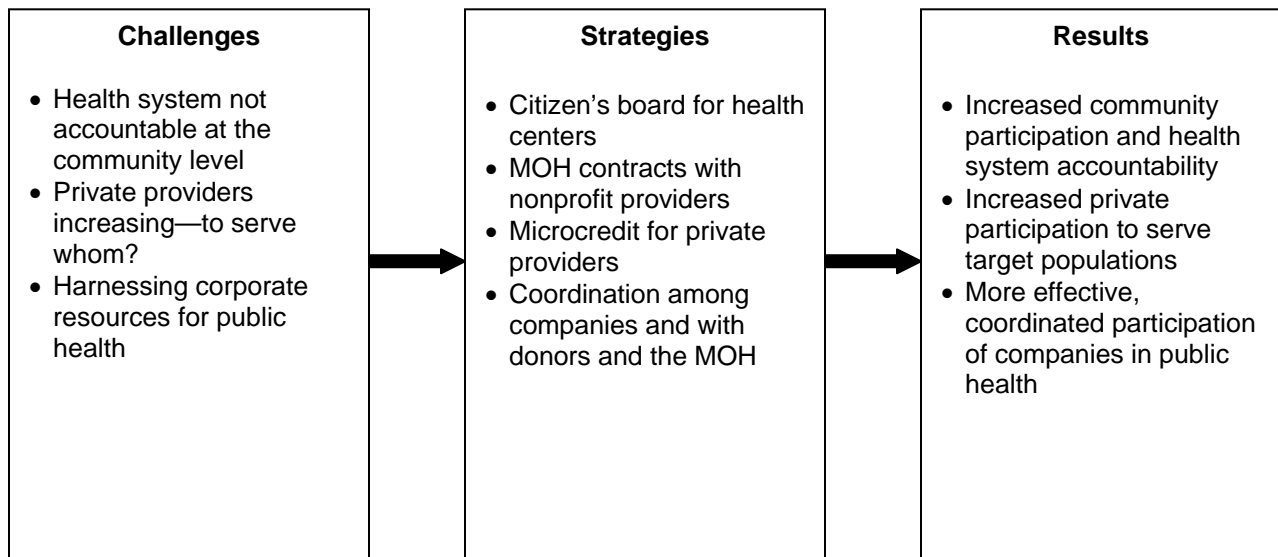 Challenges
• Health system not
accountable at the
community level
• Private providers
increasing—to serve
whom?
• Harnessing corporate
resources for public
health
Strategies
• Citizen’s board for health
centers
• MOH contracts with
nonprofit providers
• Microcredit for private
providers
• Coordination among
companies and with
donors and the MOH
Results
• Increased community
participation and health
system accountability
• Increased private
participation to serve
target populations
• More effective,
coordinated participation
of companies in public
health